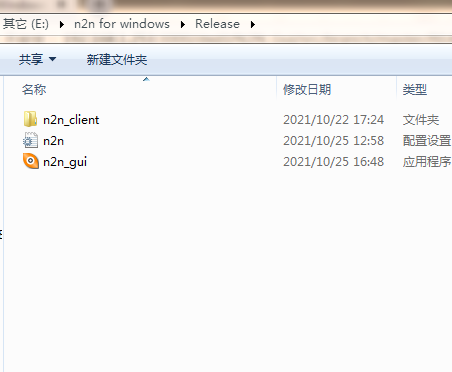 其它 (E:) n2n for windows Release
共享 新建文件夹
名称 修改日期 类型
n2n_client 2021/10/22 17:24 文件夹
n2n 2021/10/25 12:58 配置设置
n2n_gui 2021/10/25 16:48 应用程序